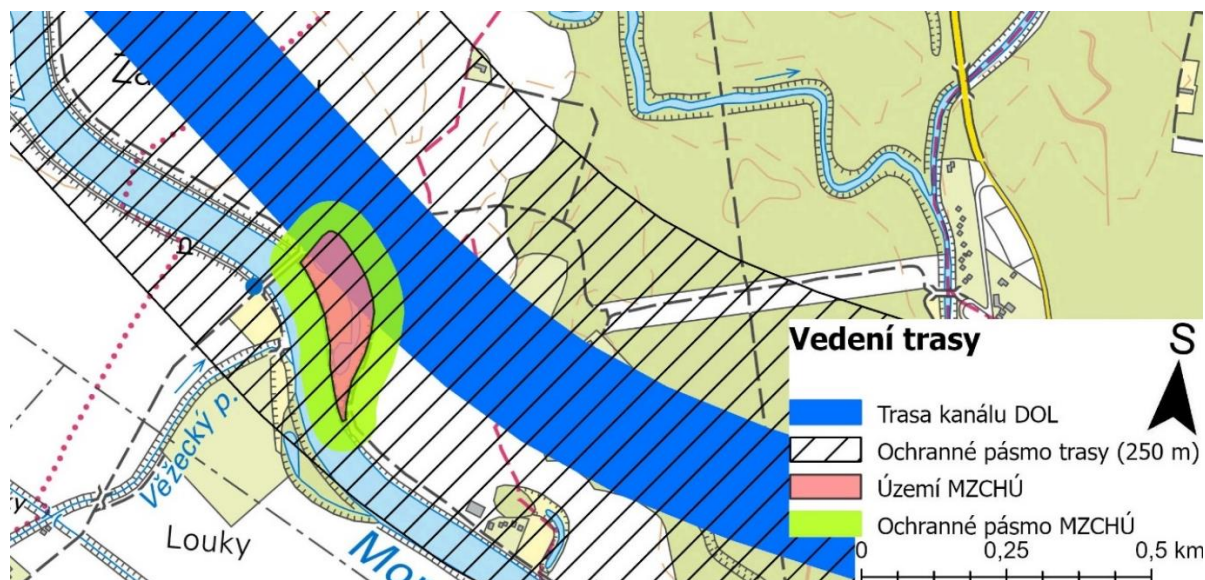 Věžecký p.
Louky
Mor
Vedení trasy
S
Trasa kanálu DOL
Ochranné pásmo trasy (250 m)
Území MZCHÚ
Ochranné pásmo MZCHÚ
0 0,25 0,5 km